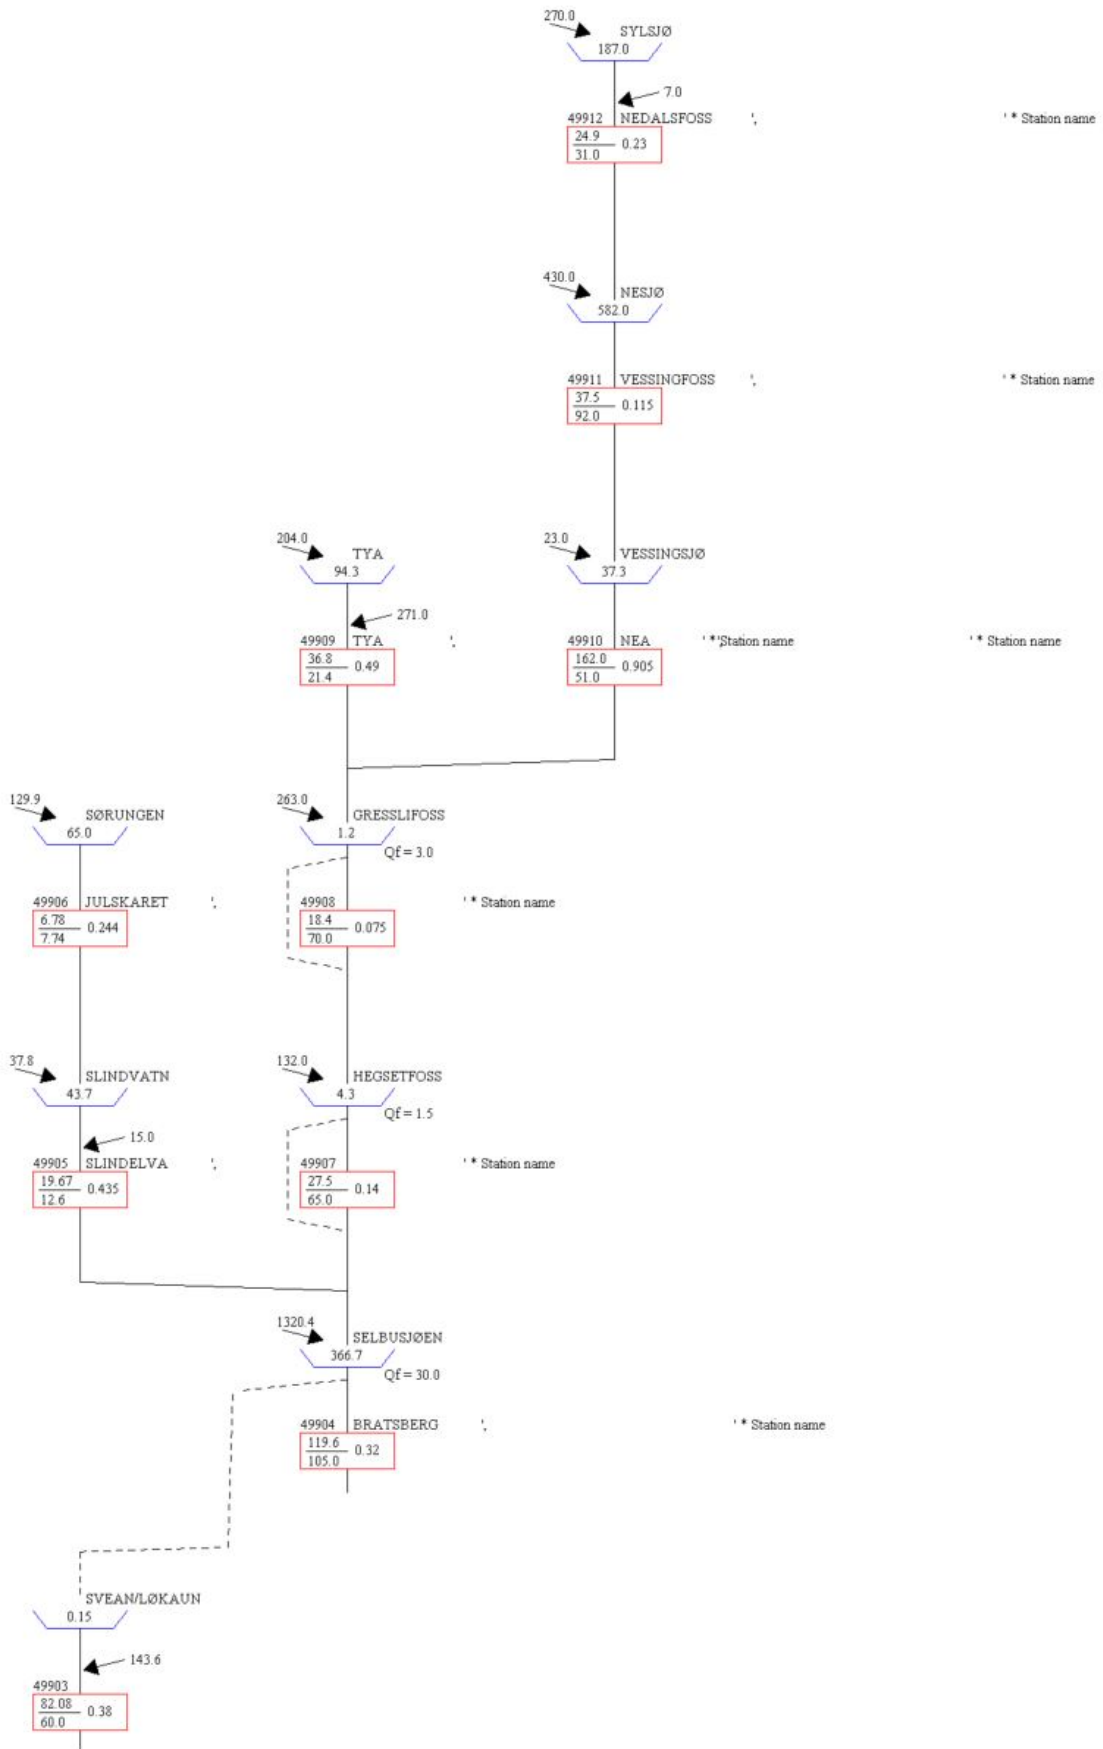 270.0
SYLSJØ
187.0
7.0
49912 NEDALSFOSS ', ' * Station name
24.9
0.23
31.0
430.0
NESJØ
582.0
49911 VESSINGFOSS ', ' * Station name
37.5
0.115
92.0
204.0
TYA
94.3
23.0
VESSINGSJØ
37.3
271.0
49909 TYA ',
36.8
0.49
21.4
49910 NEA ' *',Station name ' * Station name
162.0
0.905
51.0
129.9
SØRUNGEN
65.0
263.0
GRESSLIFOSS
1.2
Qf = 3.0
49906 JULSKARET ',
6.78
0.244
7.74
49908 ' * Station name
18.4
0.075
70.0
37.8
SLINDVATN
43.7
132.0
HEGSETFOSS
4.3
Qf = 1.5
15.0
49905 SLINDELVA ',
19.67
0.435
12.6
49907 ' * Station name
27.5
0.14
65.0
1320.4
SELBUSJØEN
366.7
Qf = 30.0
49904 BRATSBERG ', ' * Station name
119.6
0.32
105.0
SVEAN/LØKAUN
0.15
143.6
49903
82.08
0.38
60.0